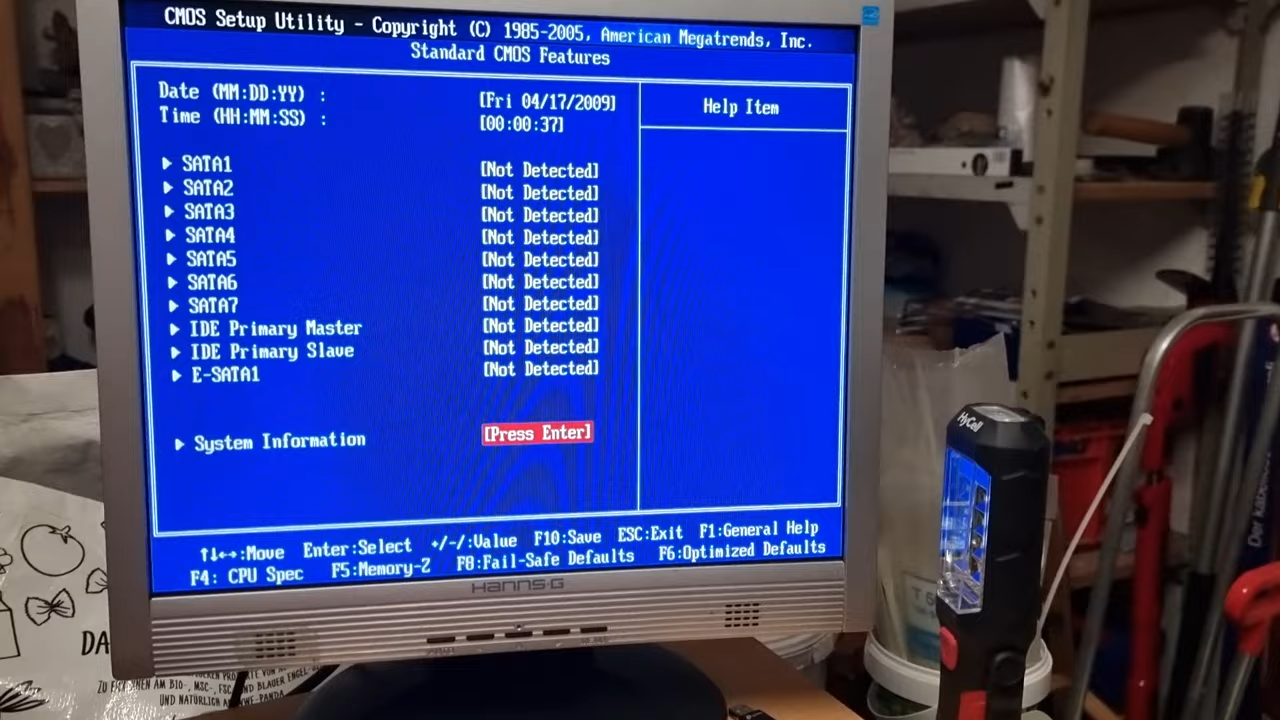 CMOS Setup Utility - Copyright (C) 1985-2005, American Megatrends, Inc.
Standard CMOS Features
Date (MM:DD:YY) : [Fri 04/17/2009]
Time (HH:MM:SS) : [00:00:37]
Help Item
SATA1 [Not Detected]
SATA2 [Not Detected]
SATA3 [Not Detected]
SATA4 [Not Detected]
SATA5 [Not Detected]
SATA6 [Not Detected]
SATA7 [Not Detected]
IDE Primary Master [Not Detected]
IDE Primary Slave [Not Detected]
E-SATA1 [Not Detected]
System Information [Press Enter]
↑↓←→:Move Enter:Select +/-/:Value F10:Save ESC:Exit F1:General Help
F4: CPU Spec F5:Memory-Z F8:Fail-Safe Defaults F6:Optimized Defaults
HANNS·G
HyCell
DA
UND NATÜRLICH